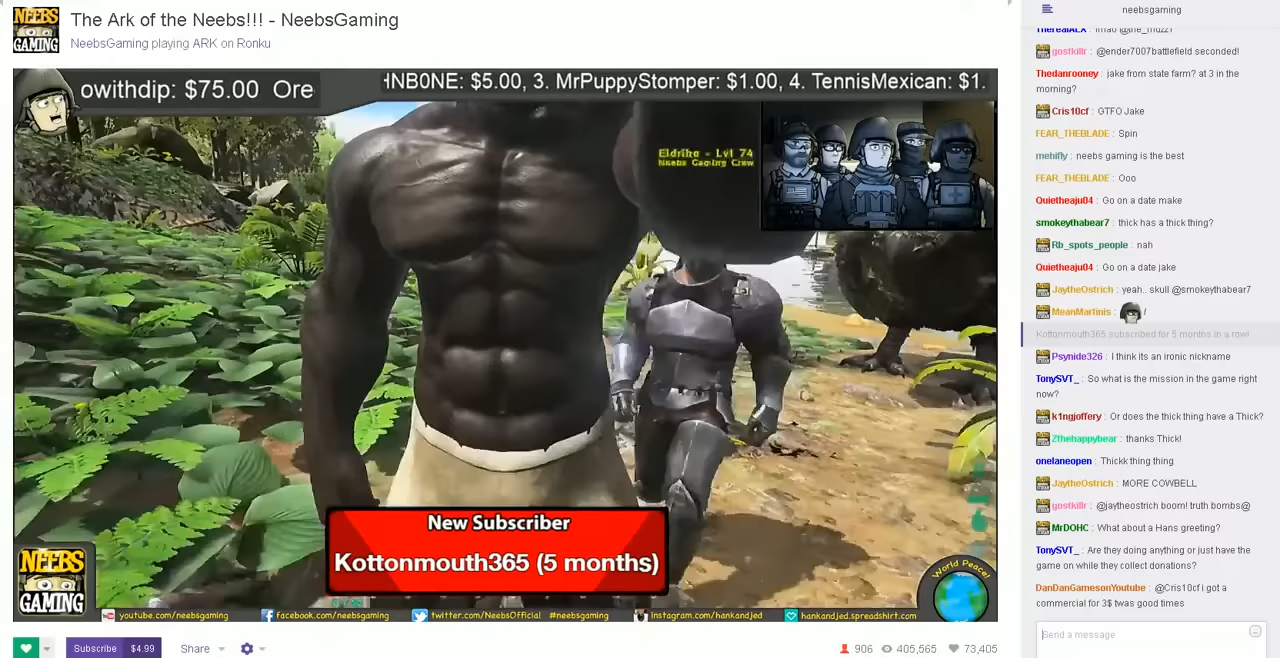 NEEBS
GAMING
The Ark of the Neebs!!! - NeebsGaming
NeebsGaming playing ARK on Ronku
owithdip: $75.00 Ore
HNB0NE: $5.00, 3. MrPuppyStomper: $1.00, 4. TennisMexican: $1.
Eldriko - Lvl 74
Neebs Gaming Crew
New Subscriber
Kottonmouth365 (5 months)
NEEBS
GAMING
World Peace!
youtube.com/neebsgaming
facebook.com/neebsgaming
twitter.com/NeebsOfficial #neebsgaming
instagram.com/hankandjed
hankandjed.spreadshirt.com
Subscribe $4.99
Share
906 405,565 73,405
neebsgaming
TherealALX : lmao @the_muzz1
gostkillr : @ender7007battlefield seconded!
Thedanrooney : jake from state farm? at 3 in the
morning?
Cris10cf : GTFO Jake
FEAR_THEBLADE : Spin
mehifly : neebs gaming is the best
FEAR_THEBLADE : Ooo
Quietheaju04 : Go on a date make
smokeythabear7 : thick has a thick thing?
Rb_spots_people : nah
Quietheaju04 : Go on a date jake
JaytheOstrich : yeah.. skull @smokeythabear7
MeanMartinis : /
Kottonmouth365 subscribed for 5 months in a row!
Psynide326 : I think its an ironic nickname
TonySVT_ : So what is the mission in the game right
now?
k1ngjoffery : Or does the thick thing have a Thick?
Zthehappybear : thanks Thick!
onelaneopen : Thickk thing thing
JaytheOstrich : MORE COWBELL
gostkillr : @jaytheostrich boom! truth bombs@
MrDOHC : What about a Hans greeting?
TonySVT_ : Are they doing anything or just have the
game on while they collect donations?
DanDanGamesonYoutube : @Cris10cf i got a
commercial for 3$ twas good times
Send a message